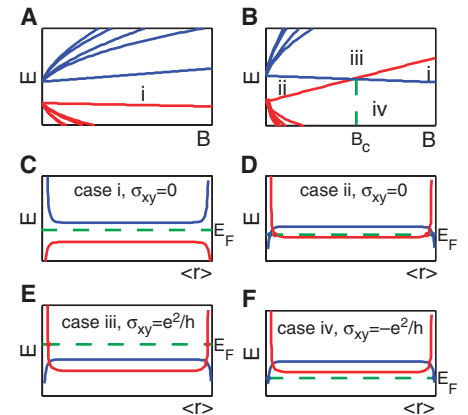 A
B
E
i
B
E
ii
iii
i
iv
B_c
B
C
D
case i, σ_xy=0
E_F
<r>
case ii, σ_xy=0
E_F
<r>
E
F
E
case iii, σ_xy=e²/h
E_F
<r>
E
case iv, σ_xy=−e²/h
E_F
<r>